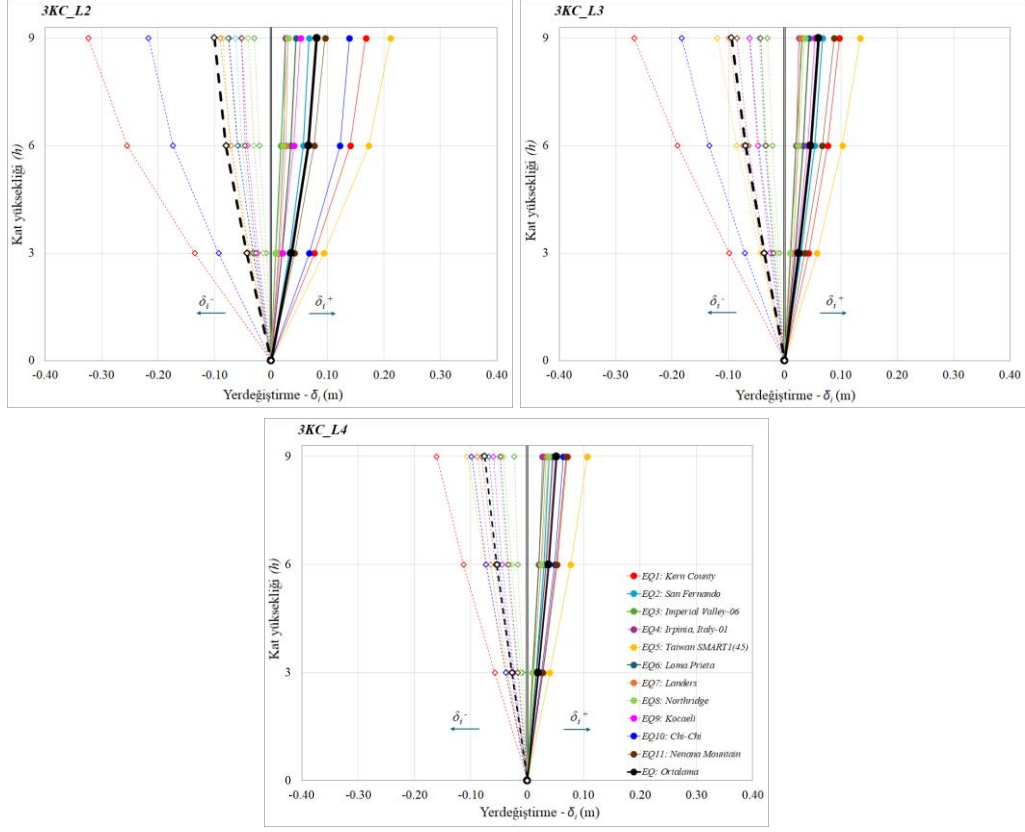 3KC_L2
Kat yüksekliği (h)
9
6
3
0
δi-
δi+
-0.40 -0.30 -0.20 -0.10 0 0.10 0.20 0.30 0.40
Yerdeğiştirme - δi (m)
3KC_L3
Kat yüksekliği (h)
9
6
3
0
δi-
δi+
-0.40 -0.30 -0.20 -0.10 0 0.10 0.20 0.30 0.40
Yerdeğiştirme - δi (m)
3KC_L4
Kat yüksekliği (h)
9
6
3
0
EQ1: Kern County
EQ2: San Fernando
EQ3: Imperial Valley-06
EQ4: Irpinia, Italy-01
EQ5: Taiwan SMART1(45)
EQ6: Loma Prieta
EQ7: Landers
EQ8: Northridge
EQ9: Kocaeli
EQ10: Chi-Chi
EQ11: Nenana Mountain
EQ: Ortalama
δi-
δi+
-0.40 -0.30 -0.20 -0.10 0 0.10 0.20 0.30 0.40
Yerdeğiştirme - δi (m)